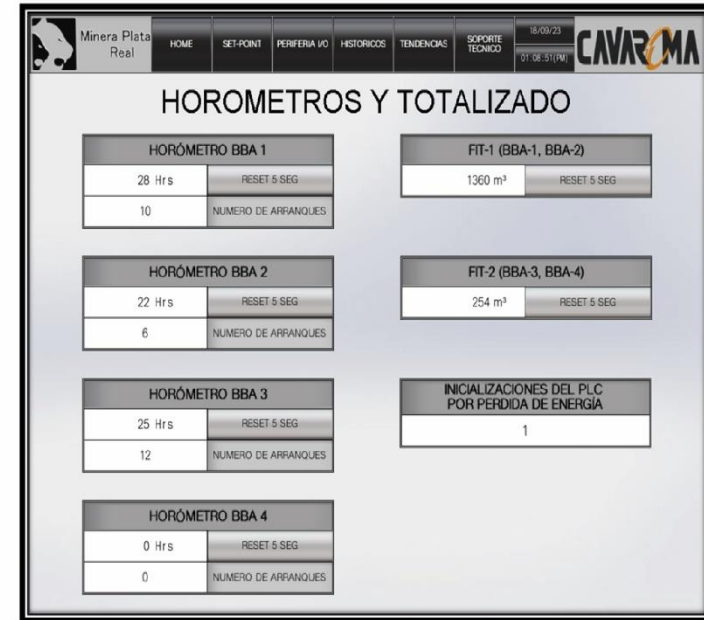 Minera Plata
Real
HOME
SET-POINT
PERIFERIA I/O
HISTORICOS
TENDENCIAS
SOPORTE
TECNICO
18/09/23
01:08:51(PM)
CAVAROMA
HOROMETROS Y TOTALIZADO
HORÓMETRO BBA 1
28 Hrs RESET 5 SEG
10 NUMERO DE ARRANQUES
HORÓMETRO BBA 2
22 Hrs RESET 5 SEG
6 NUMERO DE ARRANQUES
HORÓMETRO BBA 3
25 Hrs RESET 5 SEG
12 NUMERO DE ARRANQUES
HORÓMETRO BBA 4
0 Hrs RESET 5 SEG
0 NUMERO DE ARRANQUES
FIT-1 (BBA-1, BBA-2)
1360 m³ RESET 5 SEG
FIT-2 (BBA-3, BBA-4)
254 m³ RESET 5 SEG
INICIALIZACIONES DEL PLC
POR PERDIDA DE ENERGÍA
1